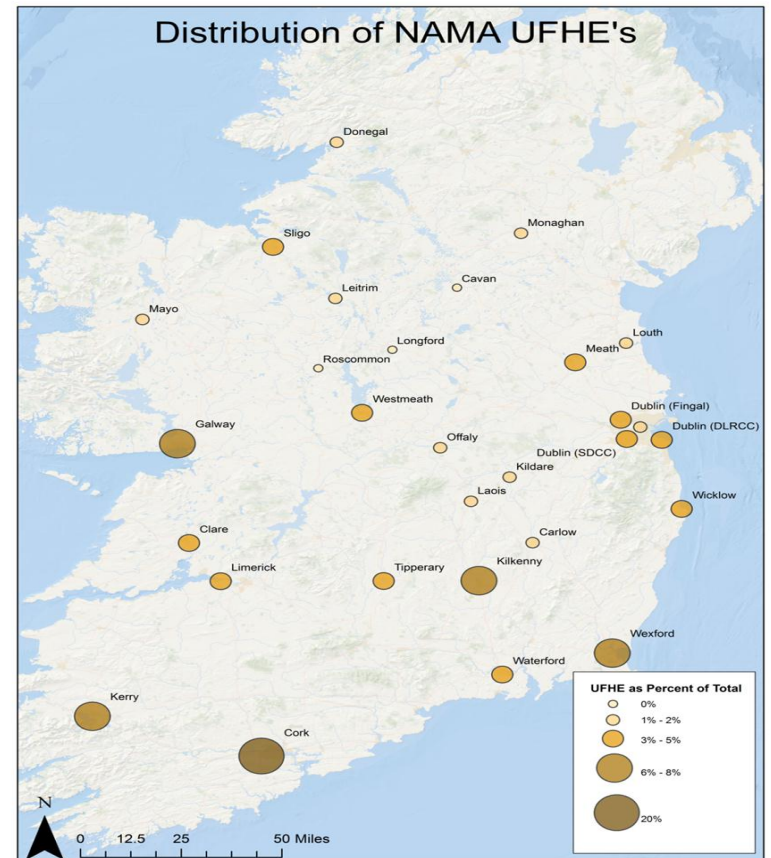 Distribution of NAMA UFHE's
Donegal
Monaghan
Sligo
Cavan
Leitrim
Mayo
Louth
Longford
Meath
Roscommon
Westmeath
Dublin (Fingal)
Galway
Dublin (DLRCC)
Offaly
Dublin (SDCC)
Kildare
Laois
Wicklow
Clare
Carlow
Limerick
Tipperary
Kilkenny
Wexford
Waterford
Kerry
Cork
UFHE as Percent of Total
0%
1% - 2%
3% - 5%
6% - 8%
20%
N
0 12.5 25 50 Miles